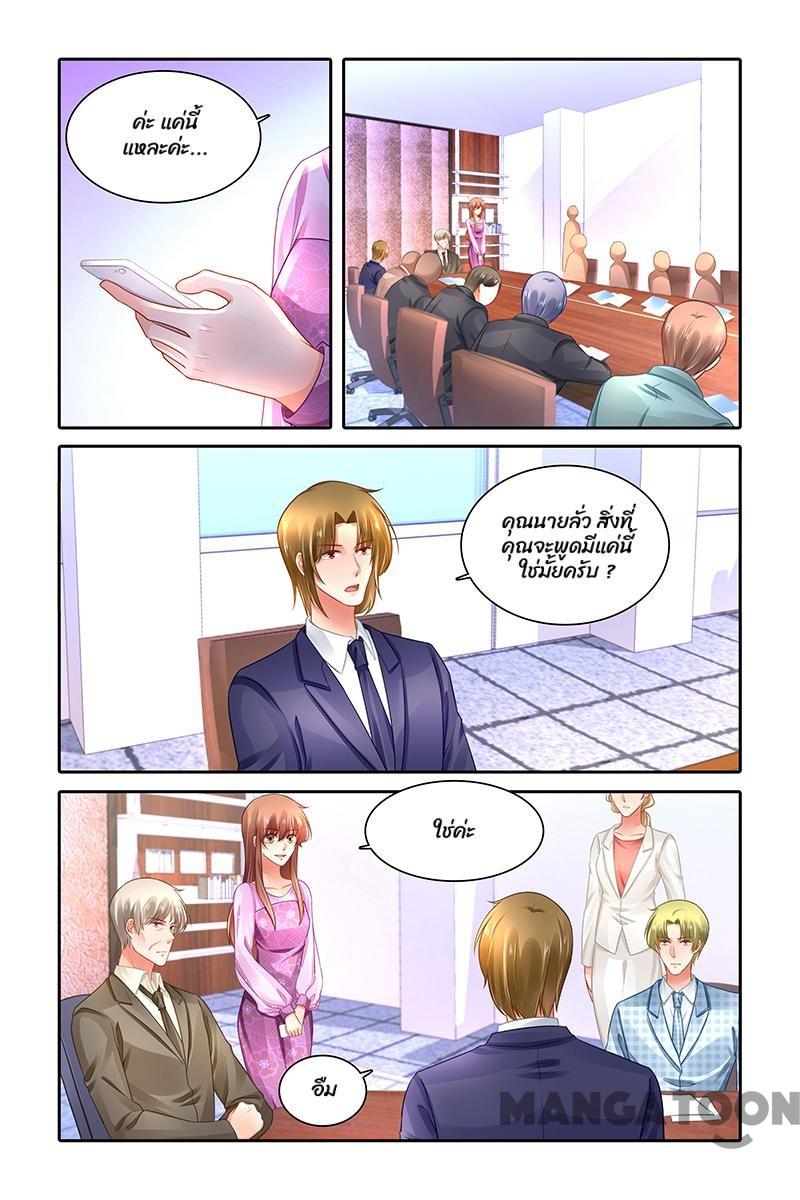 ค่ะ แค่นี้
แหละค่ะ...
คุณนายลั่ว สิ่งที่
คุณจะพูดมีแค่นี้
ใช่มั้ยครับ ?
ใช่ค่ะ
อืม
MANGATOON